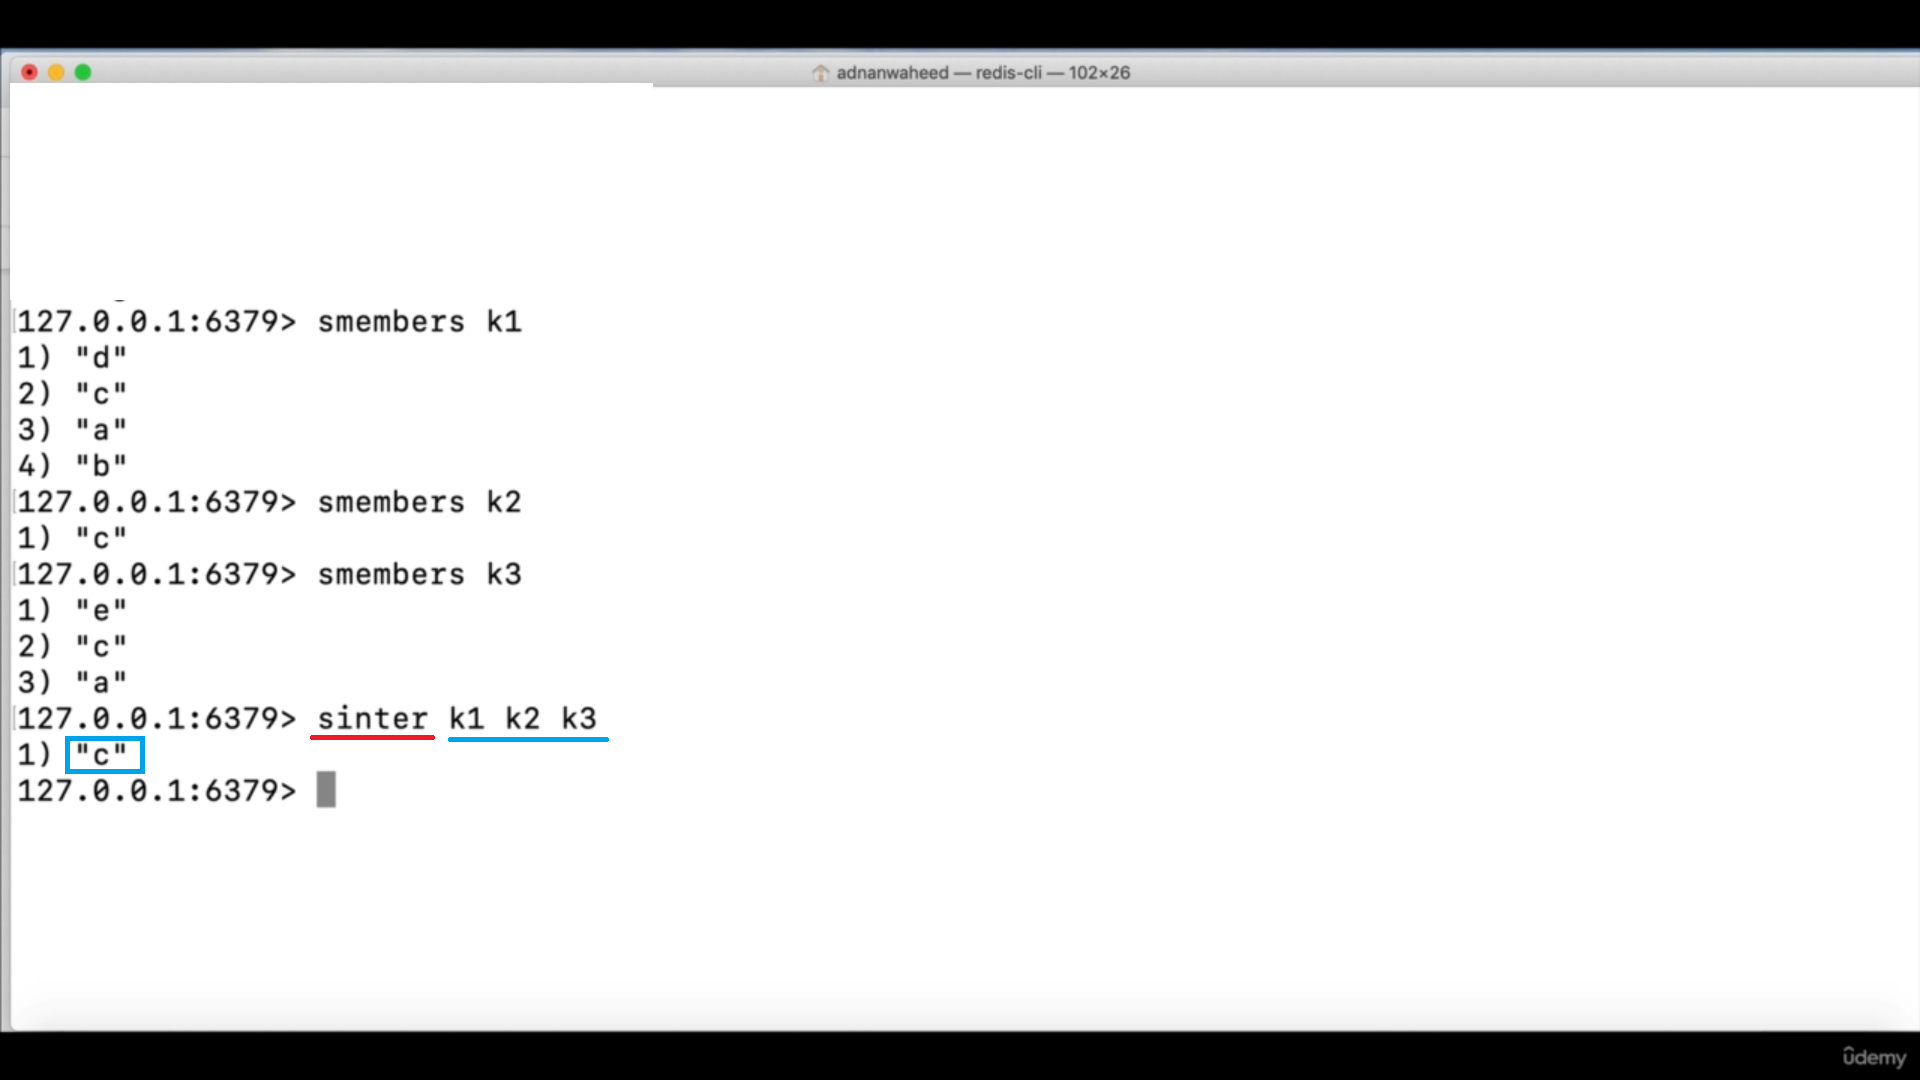 adnanwaheed — redis-cli — 102×26
127.0.0.1:6379> smembers k1
1) "d"
2) "c"
3) "a"
4) "b"
127.0.0.1:6379> smembers k2
1) "c"
127.0.0.1:6379> smembers k3
1) "e"
2) "c"
3) "a"
127.0.0.1:6379> sinter k1 k2 k3
1) "c"
127.0.0.1:6379>
ûdemy